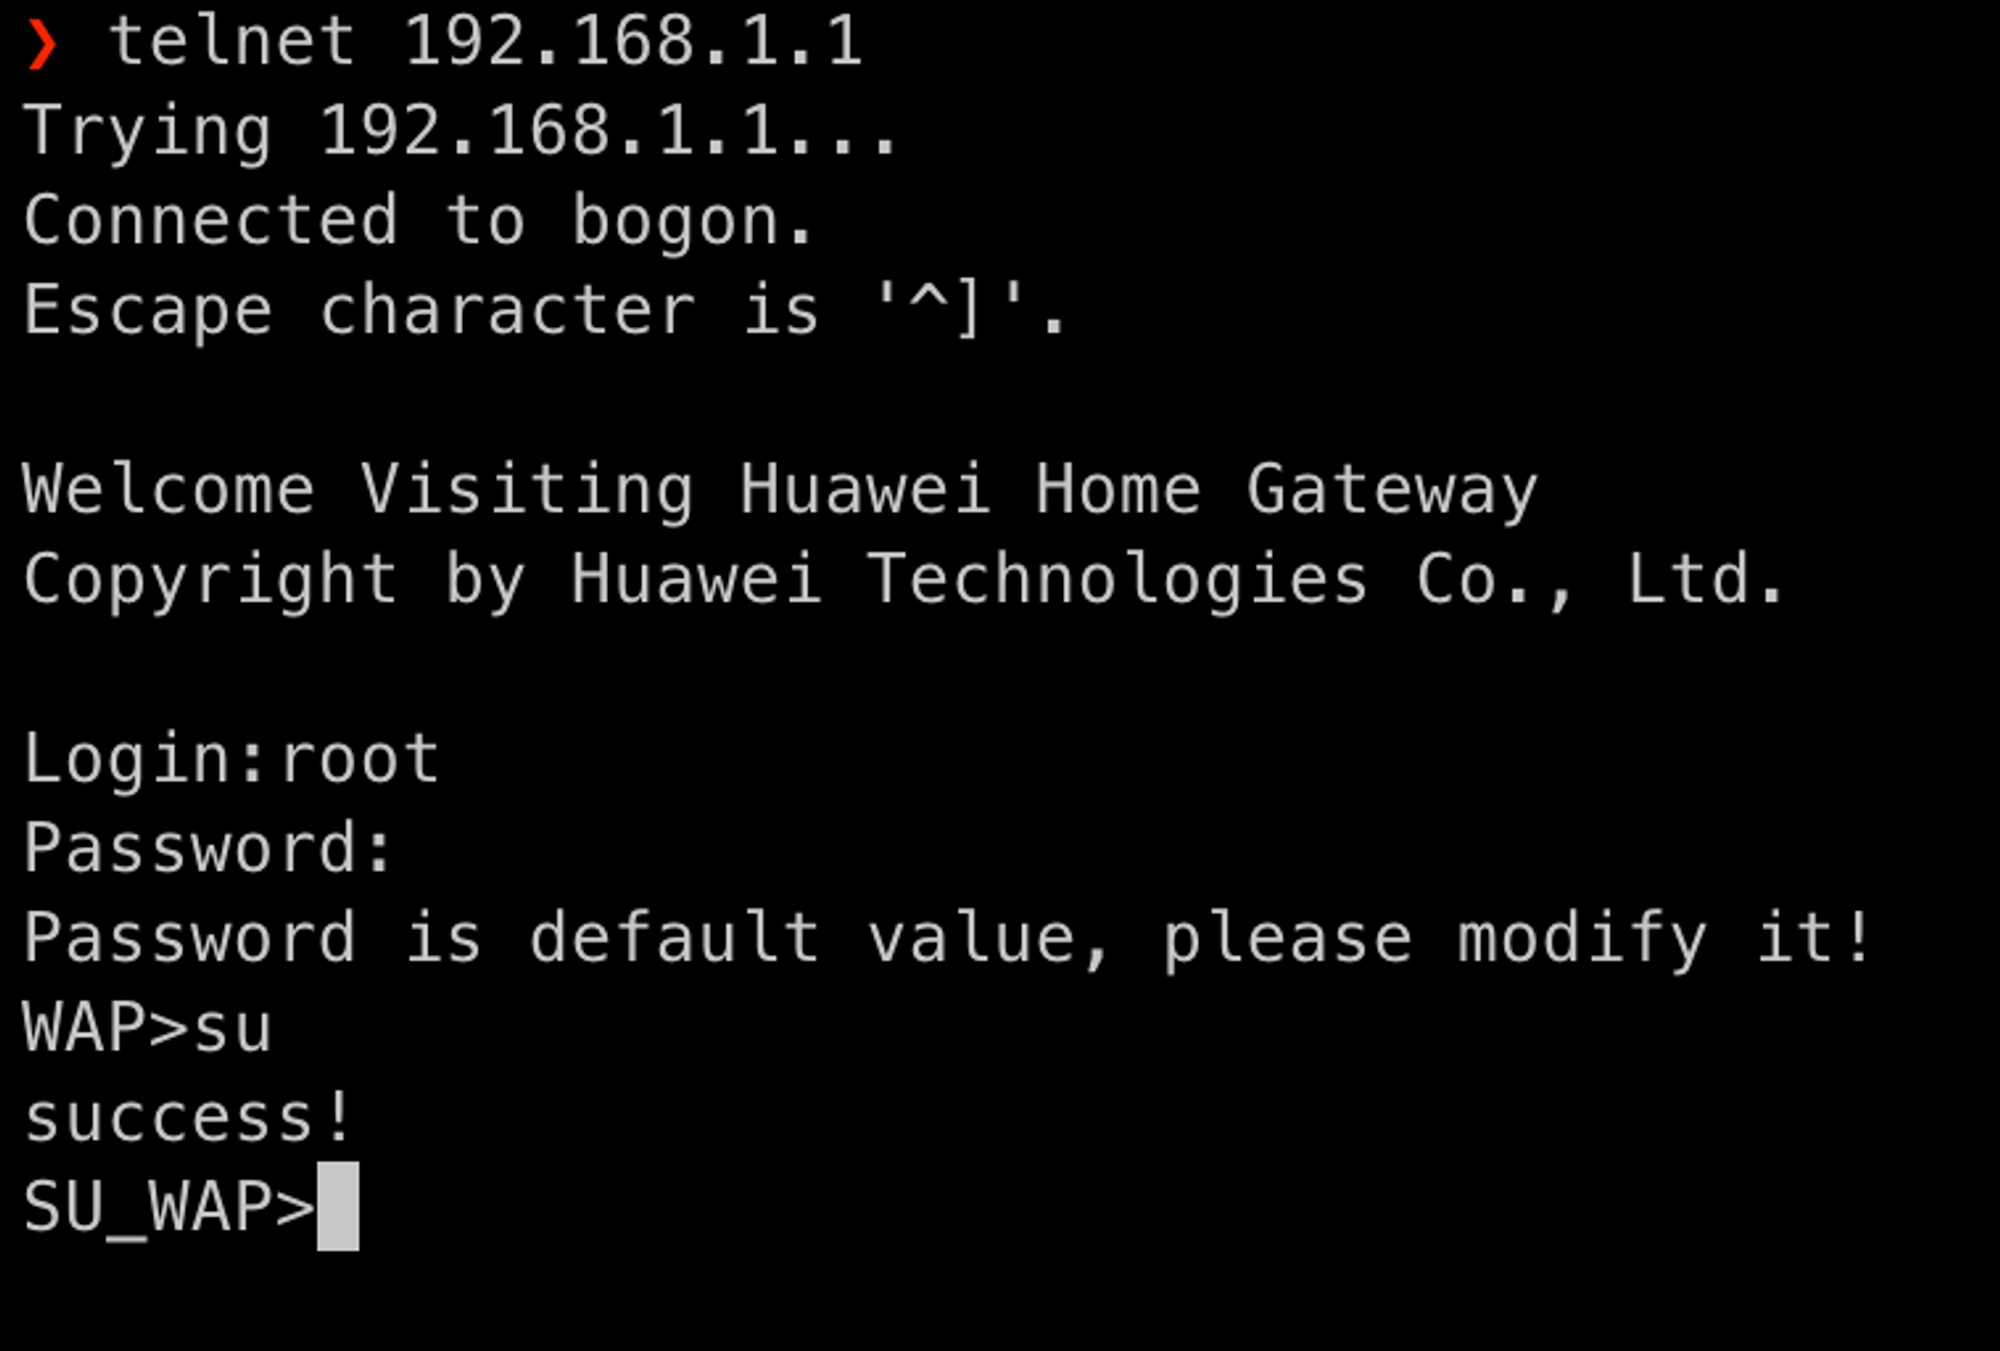 ❯ telnet 192.168.1.1
Trying 192.168.1.1...
Connected to bogon.
Escape character is '^]'.
Welcome Visiting Huawei Home Gateway
Copyright by Huawei Technologies Co., Ltd.
Login:root
Password:
Password is default value, please modify it!
WAP>su
success!
SU_WAP>